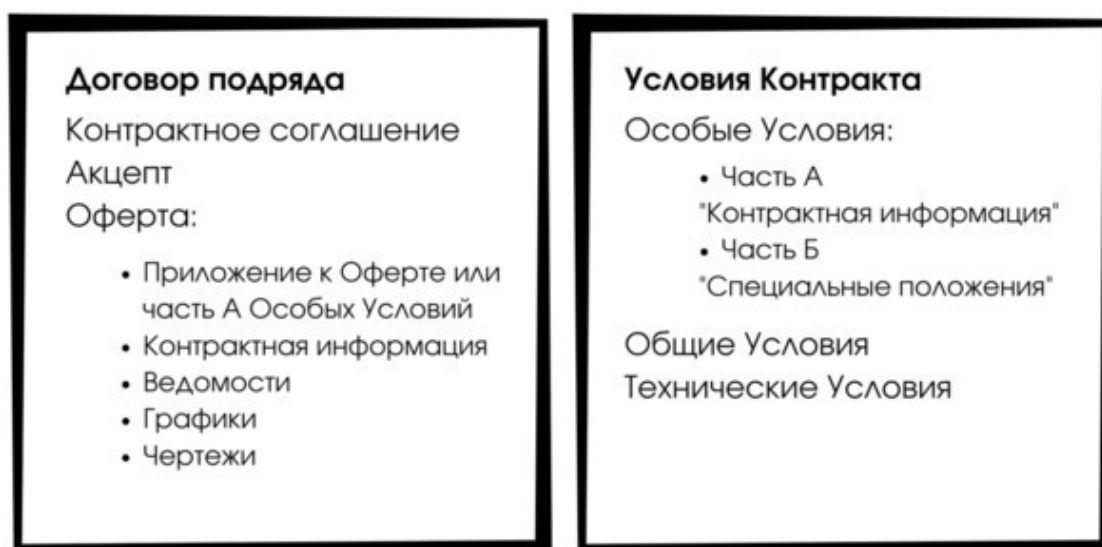 Договор подряда
Контрактное соглашение
Акцепт
Оферта:
• Приложение к Оферте или
часть А Особых Условий
• Контрактная информация
• Ведомости
• Графики
• Чертежи
Условия Контракта
Особые Условия:
• Часть А
"Контрактная информация"
• Часть Б
"Специальные положения"
Общие Условия
Технические Условия